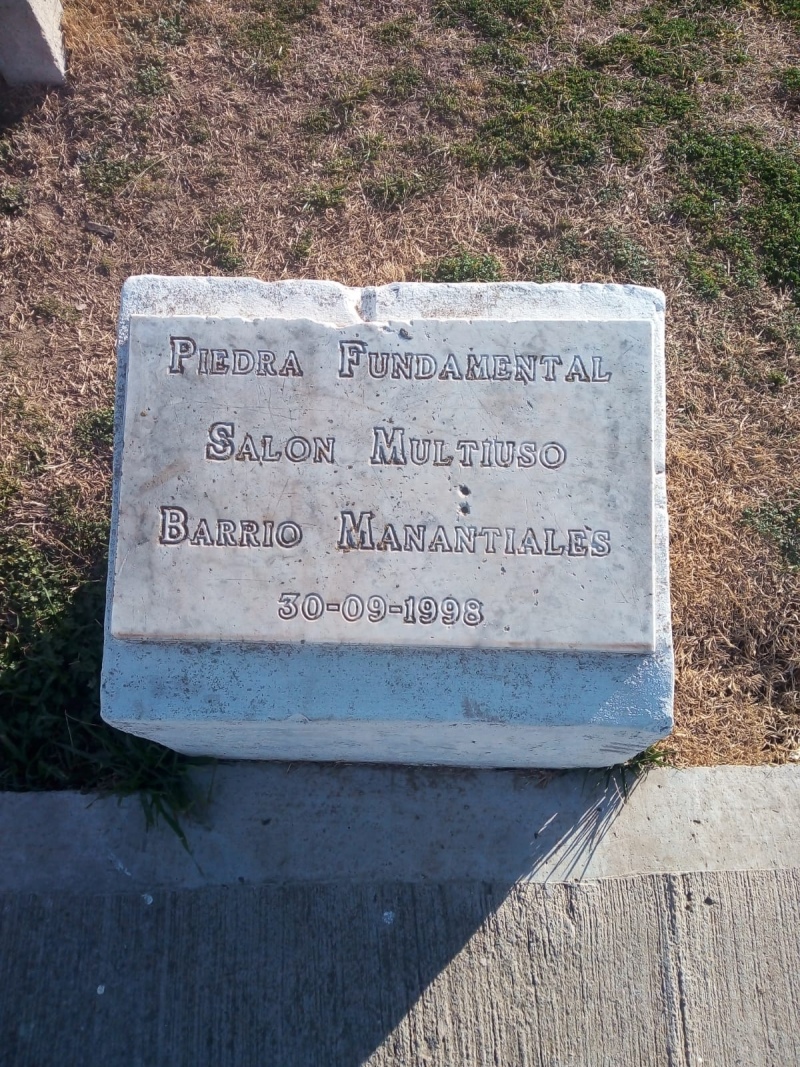 PIEDRA FUNDAMENTAL
SALON MULTIUSO
BARRIO MANANTIALES
30-09-1998